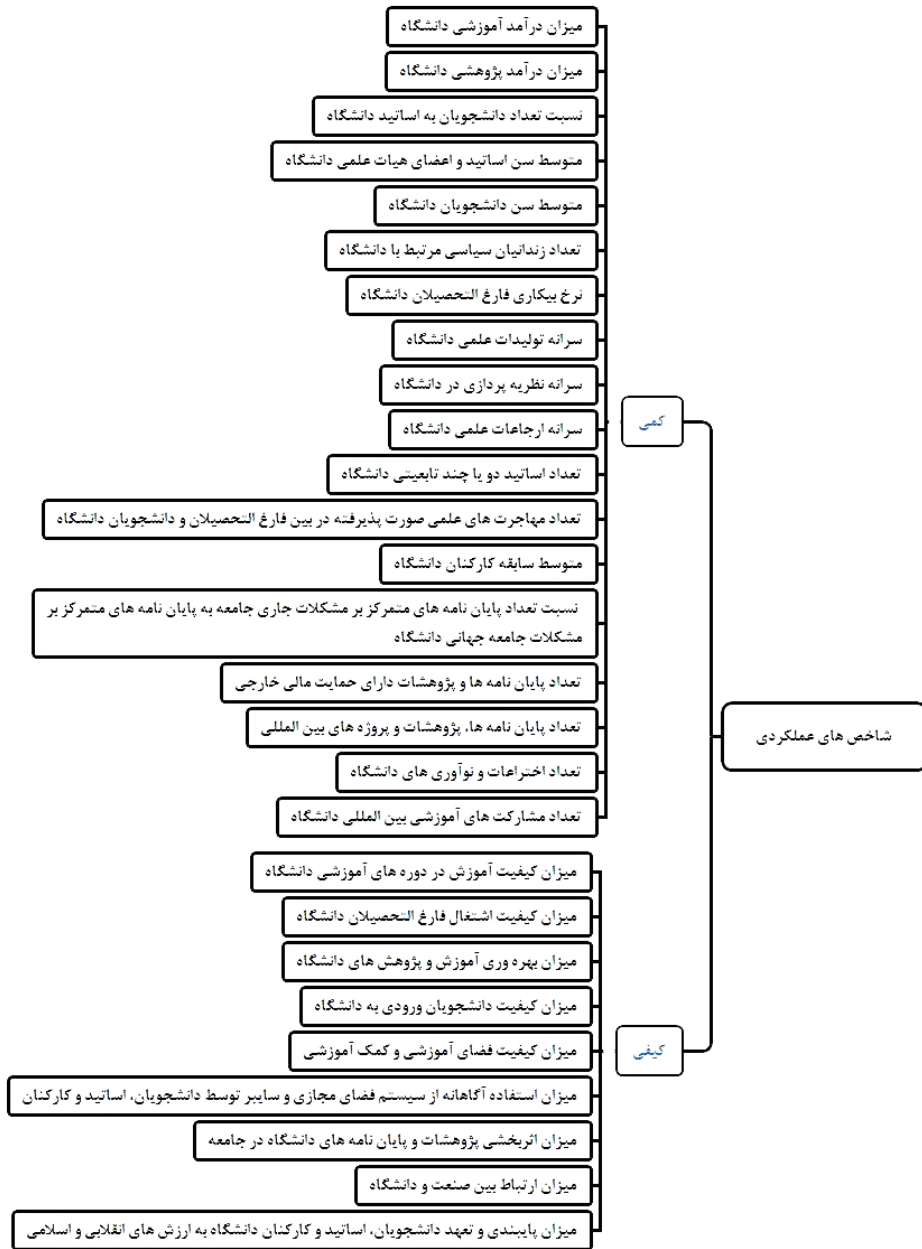 شاخص های عملکردی
کمی
میزان درآمد آموزشی دانشگاه
میزان درآمد پژوهشی دانشگاه
نسبت تعداد دانشجویان به اساتید دانشگاه
متوسط سن اساتید و اعضای هیات علمی دانشگاه
متوسط سن دانشجویان دانشگاه
تعداد زندانیان سیاسی مرتبط با دانشگاه
نرخ بیکاری فارغ التحصیلان دانشگاه
سرانه تولیدات علمی دانشگاه
سرانه نظریه پردازی در دانشگاه
سرانه ارجاعات علمی دانشگاه
تعداد اساتید دو یا چند تابعیتی دانشگاه
تعداد مهاجرت های علمی صورت پذیرفته در بین فارغ التحصیلان و دانشجویان دانشگاه
متوسط سابقه کارکنان دانشگاه
نسبت تعداد پایان نامه های متمرکز بر مشکلات جاری جامعه به پایان نامه های متمرکز بر
مشکلات جامعه جهانی دانشگاه
تعداد پایان نامه ها و پژوهشات دارای حمایت مالی خارجی
تعداد پایان نامه ها، پژوهشات و پروژه های بین المللی
تعداد اختراعات و نوآوری های دانشگاه
تعداد مشارکت های آموزشی بین المللی دانشگاه
کیفی
میزان کیفیت آموزش در دوره های آموزشی دانشگاه
میزان کیفیت اشتغال فارغ التحصیلان دانشگاه
میزان بهره وری آموزش و پژوهش های دانشگاه
میزان کیفیت دانشجویان ورودی به دانشگاه
میزان کیفیت فضای آموزشی و کمک آموزشی
میزان استفاده آگاهانه از سیستم فضای مجازی و سایبر توسط دانشجویان، اساتید و کارکنان
میزان اثربخشی پژوهشات و پایان نامه های دانشگاه در جامعه
میزان ارتباط بین صنعت و دانشگاه
میزان پایبندی و تعهد دانشجویان، اساتید و کارکنان دانشگاه به ارزش های انقلابی و اسلامی